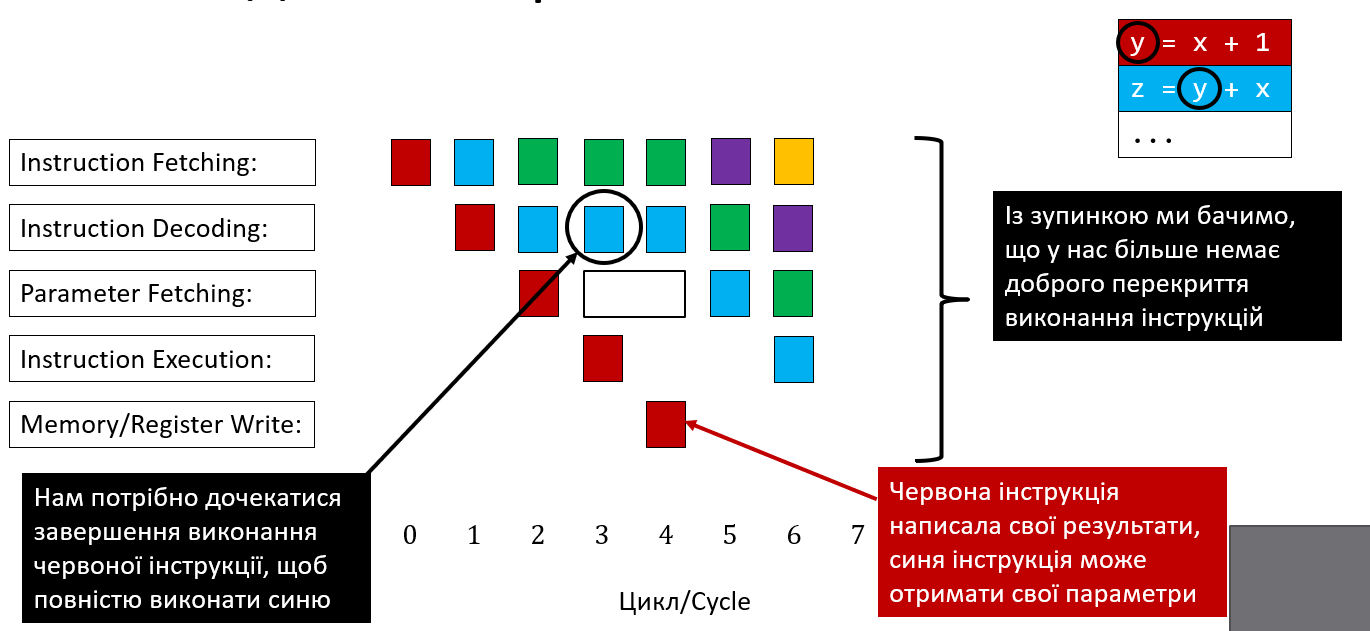 y = x + 1
z = y + x
...
Instruction Fetching:
Instruction Decoding:
Parameter Fetching:
Instruction Execution:
Memory/Register Write:
Із зупинкою ми бачимо,
що у нас більше немає
доброго перекриття
виконання інструкцій
Нам потрібно дочекатися
завершення виконання
червоної інструкції, щоб
повністю виконати синю
Червона інструкція
написала свої результати,
синя інструкція може
отримати свої параметри
0 1 2 3 4 5 6 7
Цикл/Cycle